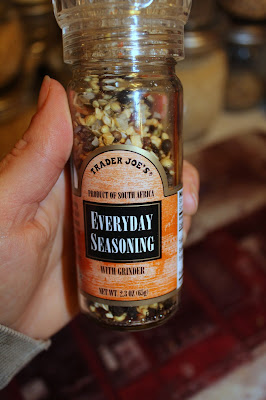 TRADER JOE'S®
PRODUCT OF SOUTH AFRICA
EVERYDAY
SEASONING
WITH GRINDER
NET WT 2.3 OZ (65g)